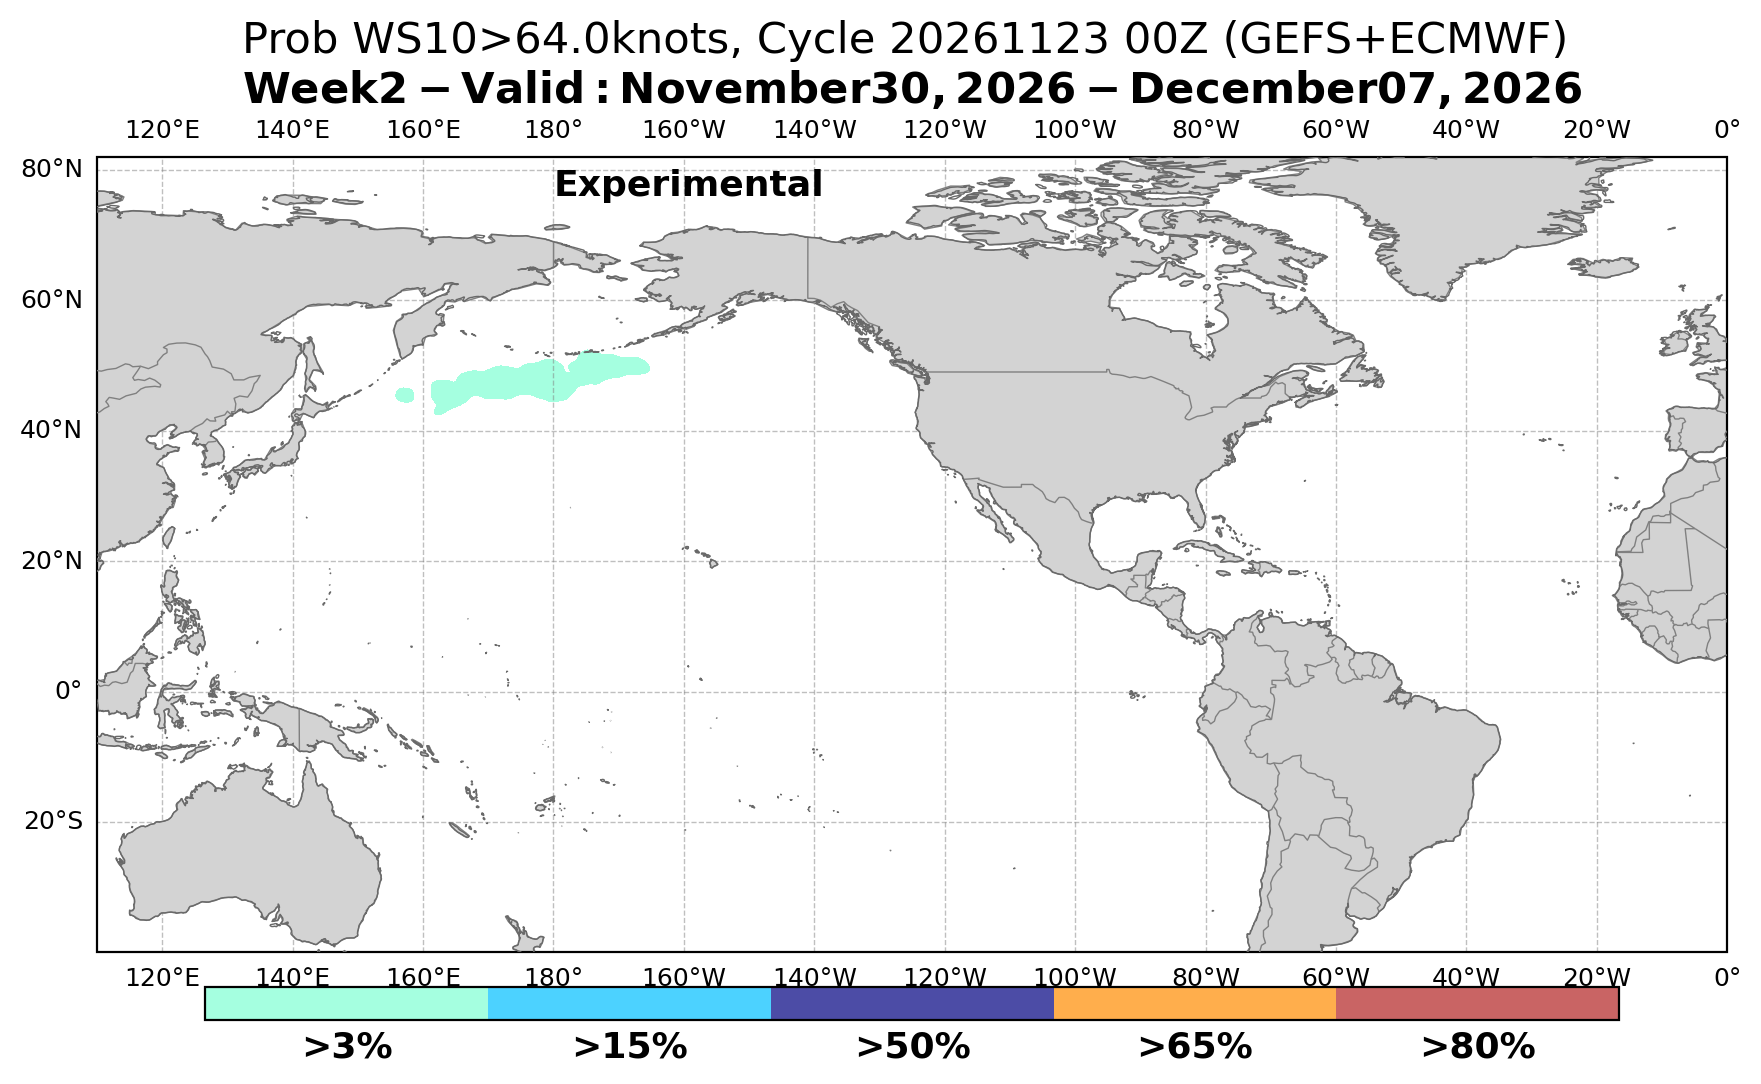 Prob WS10>64.0knots, Cycle 20261123 00Z (GEFS+ECMWF)
Week2 − Valid : November30, 2026 − December07, 2026
120°E 140°E 160°E 180° 160°W 140°W 120°W 100°W 80°W 60°W 40°W 20°W 0°
80°N
Experimental
60°N
40°N
20°N
0°
20°S
120°E 140°E 160°E 180° 160°W 140°W 120°W 100°W 80°W 60°W 40°W 20°W 0°
>3% >15% >50% >65% >80%